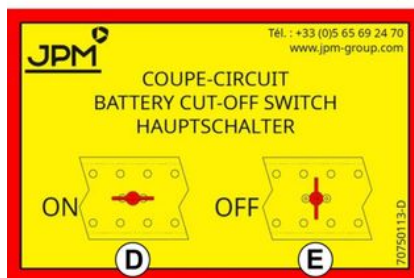 JPM
Tél. : +33 (0)5 65 69 24 70
www.jpm-group.com
COUPE-CIRCUIT
BATTERY CUT-OFF SWITCH
HAUPTSCHALTER
ON
OFF
D
E
70750113-D